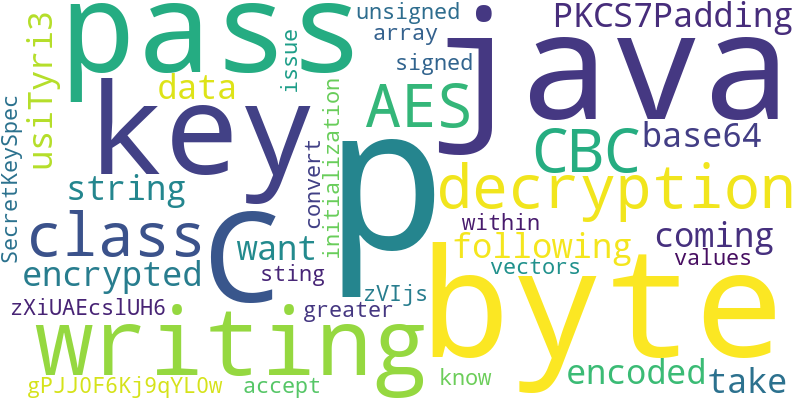 pass
java
unsigned
array
signed
PKCS7Padding
issue
data
usiTyri3
key
AES
CBC
base64
SecretKeySpec
string
convert
initialization
p
decryption
class
C
want
within
following
coming
values
encrypted
sting
vectors
zXiUAEcslUH6
greater
zVIjs
byte
writing
gPJJ0F6Kj9qYL0w
accept
know
encoded
take